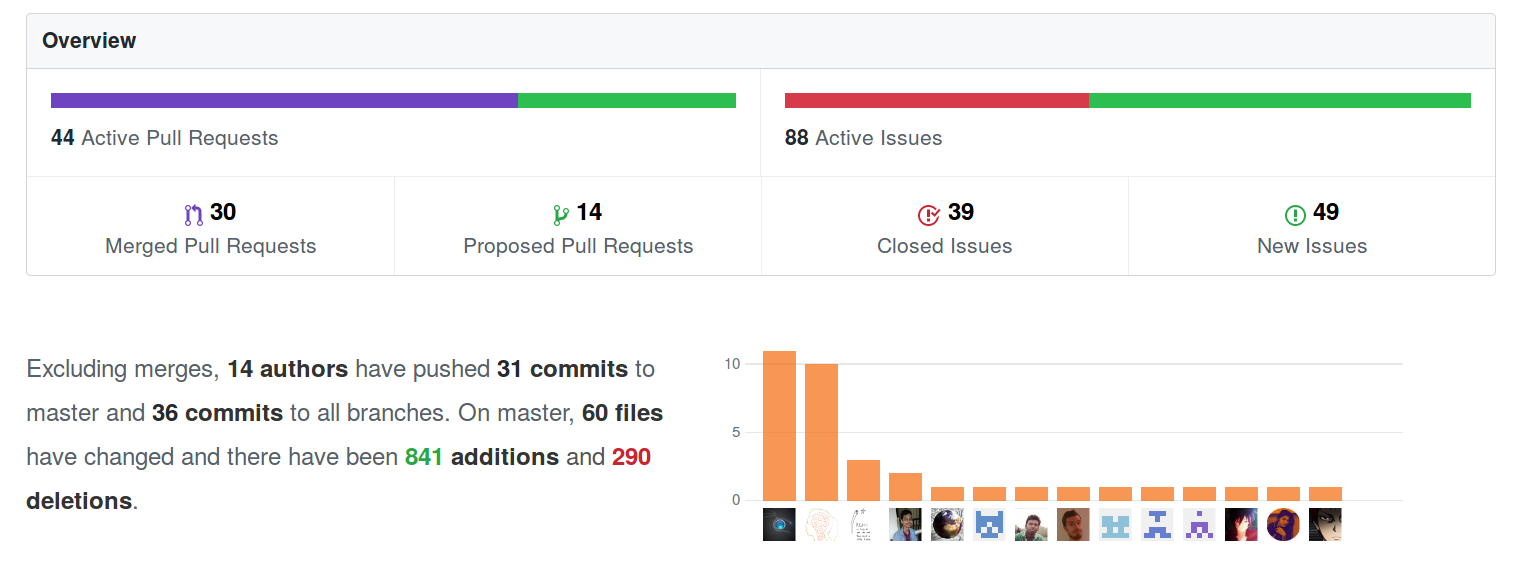 Overview
44 Active Pull Requests
88 Active Issues
30
Merged Pull Requests
14
Proposed Pull Requests
39
Closed Issues
49
New Issues
Excluding merges, 14 authors have pushed 31 commits to
master and 36 commits to all branches. On master, 60 files
have changed and there have been 841 additions and 290
deletions.
10
5
0